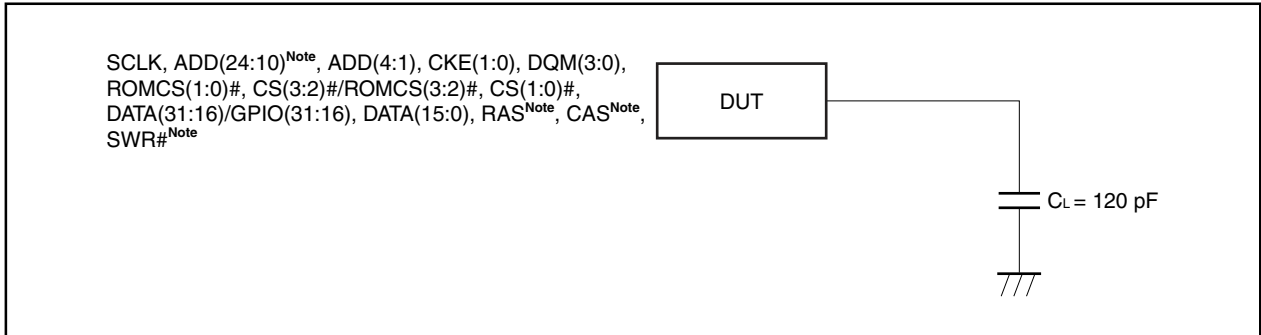 SCLK, ADD(24:10)Note, ADD(4:1), CKE(1:0), DQM(3:0),
ROMCS(1:0)#, CS(3:2)#/ROMCS(3:2)#, CS(1:0)#,
DATA(31:16)/GPIO(31:16), DATA(15:0), RASNote, CASNote,
SWR#Note
DUT
CL = 120 pF